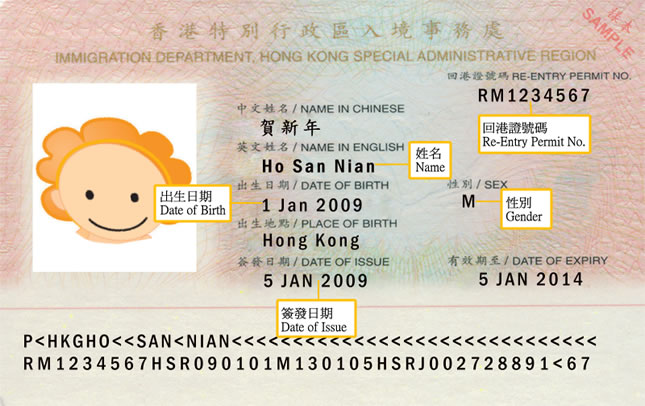 樣本
SAMPLE
香港特別行政區入境事務處
IMMIGRATION DEPARTMENT, HONG KONG SPECIAL ADMINISTRATIVE REGION
回港證號碼 / RE-ENTRY PERMIT NO.
RM1234567
回港證號碼
Re-Entry Permit No.
中文姓名 / NAME IN CHINESE
賀新年
英文姓名 / NAME IN ENGLISH
Ho San Nian
姓名
Name
出生日期 / DATE OF BIRTH
1 Jan 2009
出生日期
Date of Birth
性別 / SEX
M
性別
Gender
出生地點 / PLACE OF BIRTH
Hong Kong
簽發日期 / DATE OF ISSUE
5 JAN 2009
簽發日期
Date of Issue
有效期至 / DATE OF EXPIRY
5 JAN 2014
P<HKGHO<<SAN<NIAN<<<<<<<<<<<<<<<<<<<<<<<<<<<
RM1234567HSR090101M130105HSRJ002728891<67